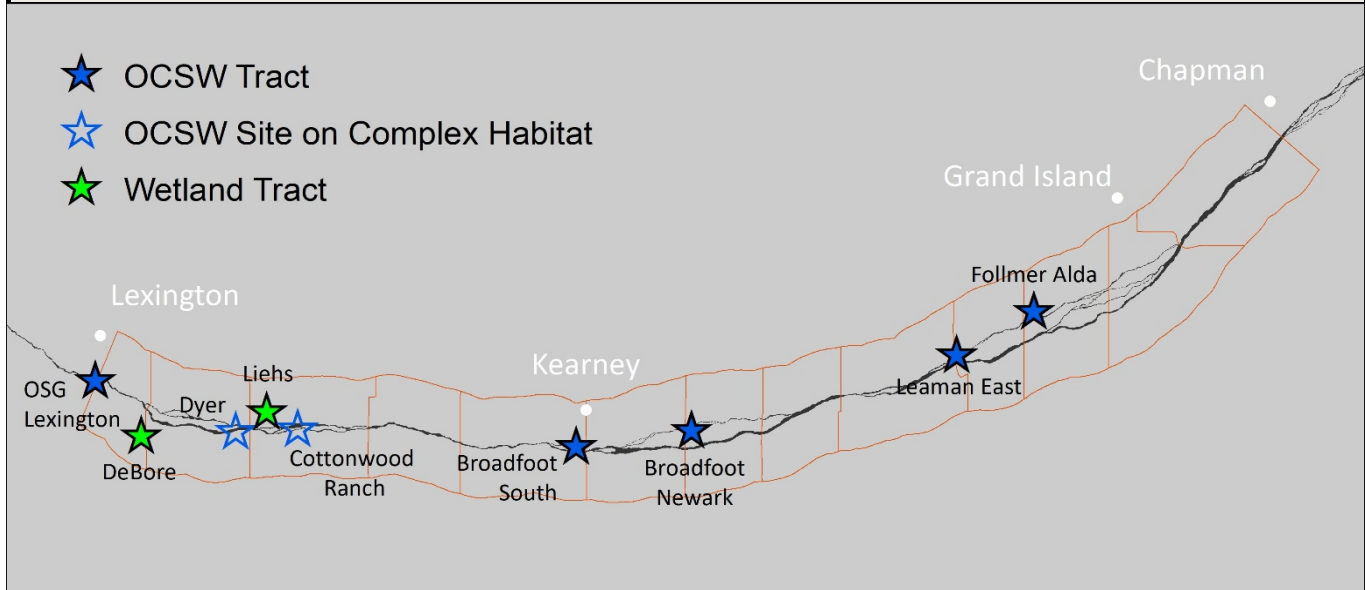 OCSW Tract
OCSW Site on Complex Habitat
Wetland Tract
Chapman
Grand Island
Follmer Alda
Leaman East
Lexington
OSG
Lexington
DeBore
Dyer
Liehs
Cottonwood
Ranch
Kearney
Broadfoot
South
Broadfoot
Newark